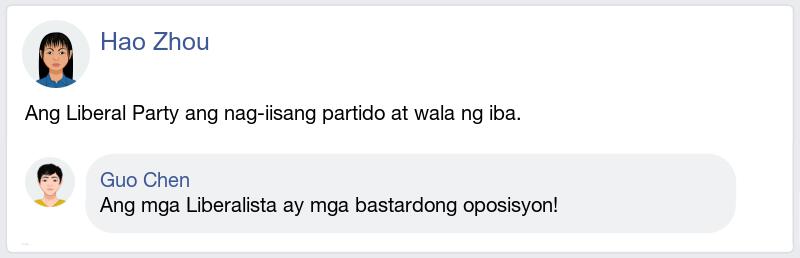 Hao Zhou
Ang Liberal Party ang nag-iisang partido at wala ng iba.
Guo Chen
Ang mga Liberalista ay mga bastardong oposisyon!